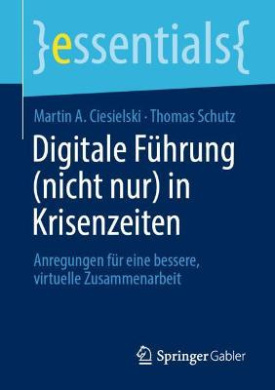 }essentials{
Martin A. Ciesielski · Thomas Schutz
Digitale Führung
(nicht nur) in
Krisenzeiten
Anregungen für eine bessere,
virtuelle Zusammenarbeit
Springer Gabler